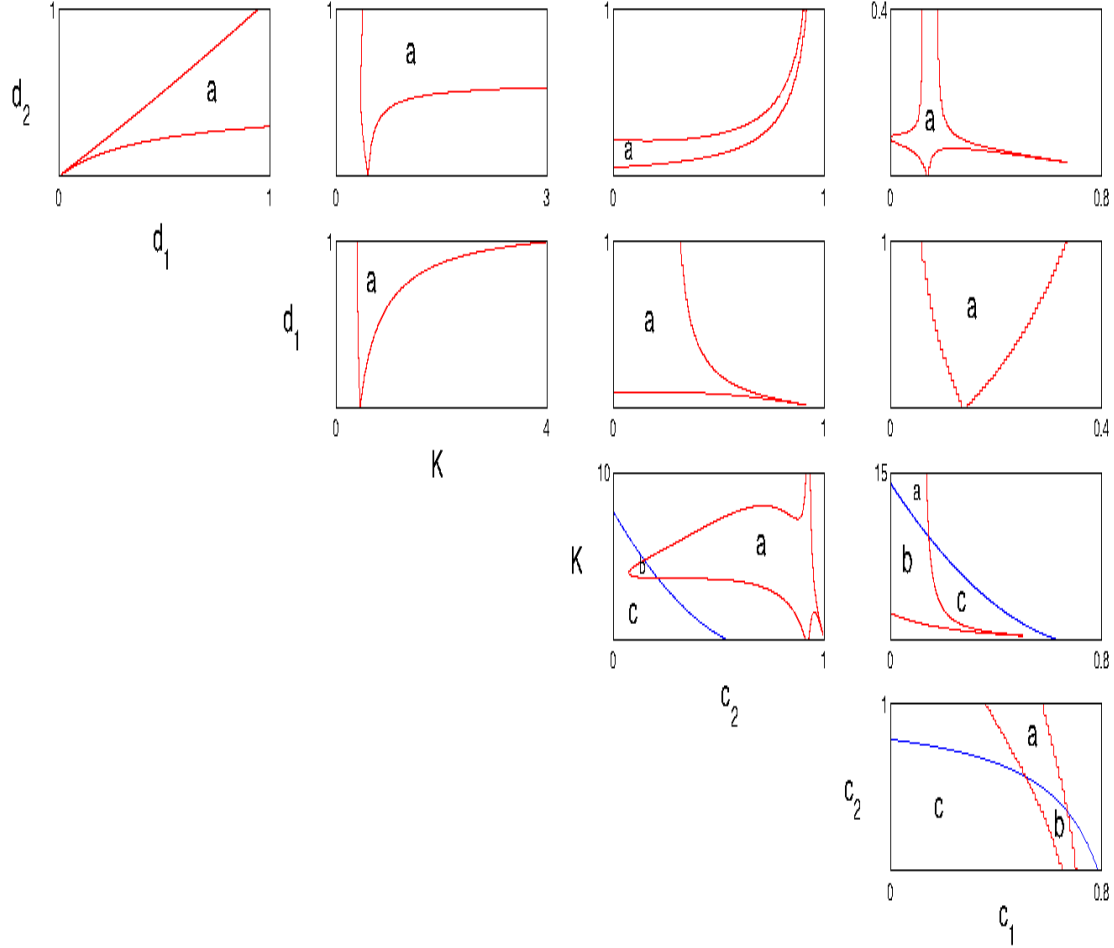 1 1 1 0.4
d2 a a a a
0 1 0 3 0 1 0 0.8
d1
1 1 1
d1 a a a
0 4 0 1 0 0.4
K
10 15
K a b c a b c
0 1 0 0.8
c2
1
c2 a b c
0 0.8
c1